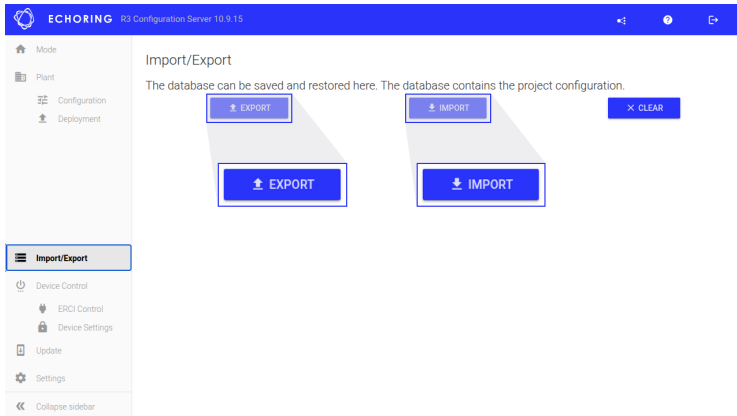 ECHORING R3 Configuration Server 10.9.15
Mode
Plant
Configuration
Deployment
Import/Export
Device Control
ERCI Control
Device Settings
Update
Settings
Collapse sidebar
Import/Export
The database can be saved and restored here. The database contains the project configuration.
EXPORT IMPORT CLEAR
EXPORT IMPORT